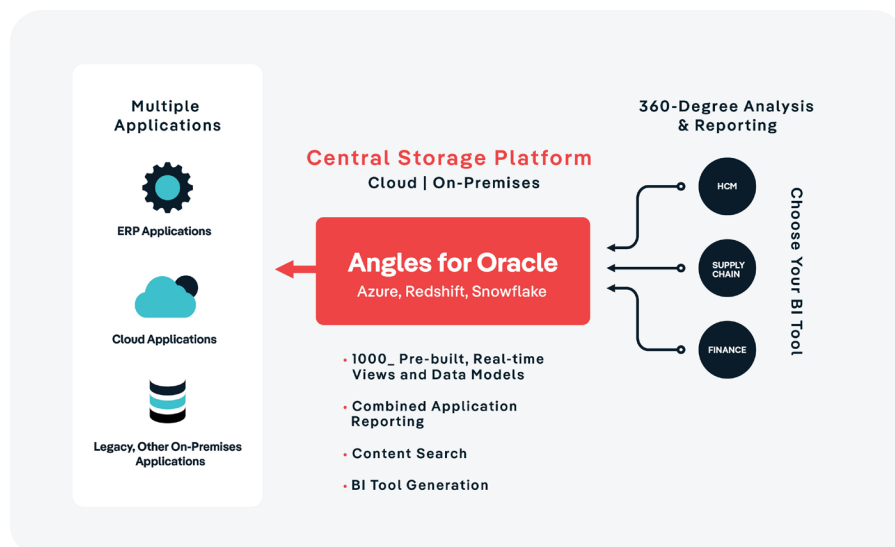 Multiple
Applications
ERP Applications
Cloud Applications
Legacy, Other On-Premises
Applications
Central Storage Platform
Cloud | On-Premises
Angles for Oracle
Azure, Redshift, Snowflake
• 1000_ Pre-built, Real-time
Views and Data Models
• Combined Application
Reporting
• Content Search
• BI Tool Generation
360-Degree Analysis
& Reporting
HCM
SUPPLY
CHAIN
FINANCE
Choose Your BI Tool